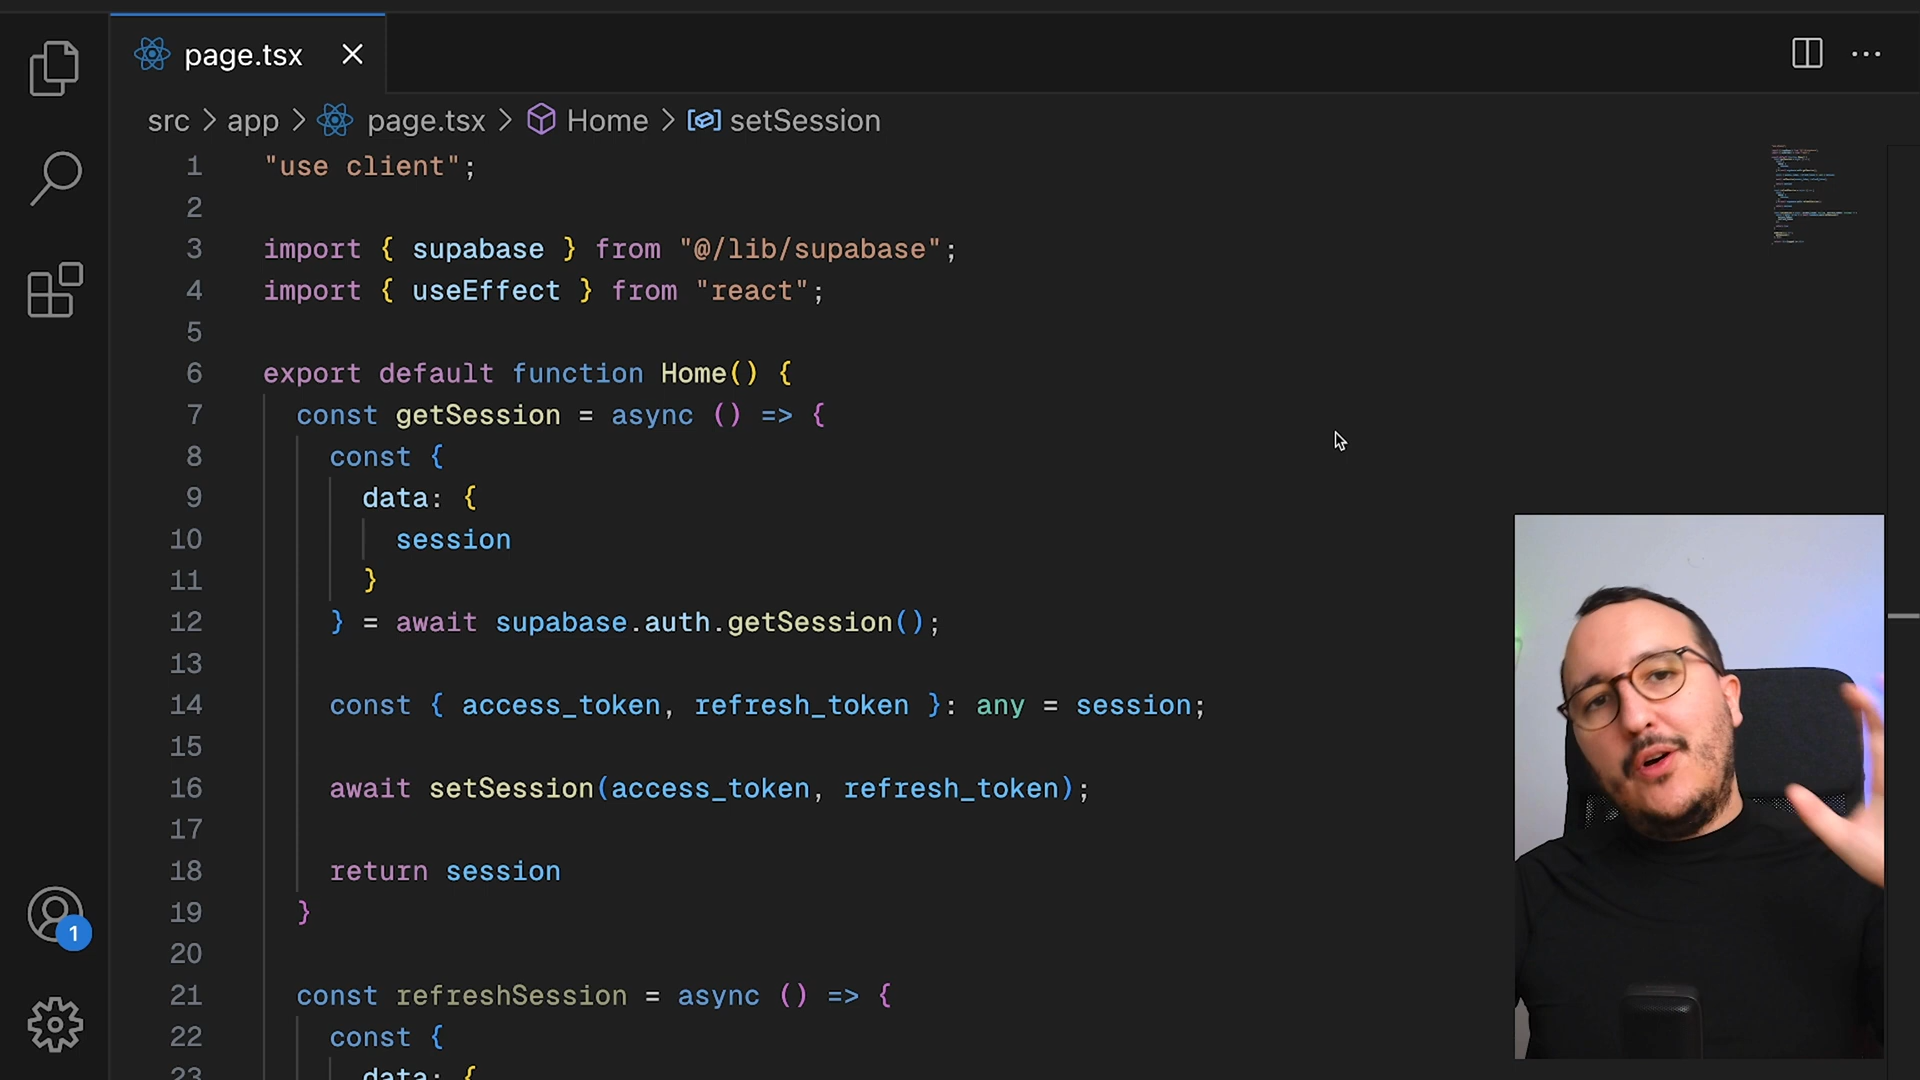 page.tsx
src > app > page.tsx > Home > setSession
1 "use client";
2
3 import { supabase } from "@/lib/supabase";
4 import { useEffect } from "react";
5
6 export default function Home() {
7 const getSession = async () => {
8 const {
9 data: {
10 session
11 }
12 } = await supabase.auth.getSession();
13
14 const { access_token, refresh_token }: any = session;
15
16 await setSession(access_token, refresh_token);
17
18 return session
19 }
20
21 const refreshSession = async () => {
22 const {
23 data: {
1